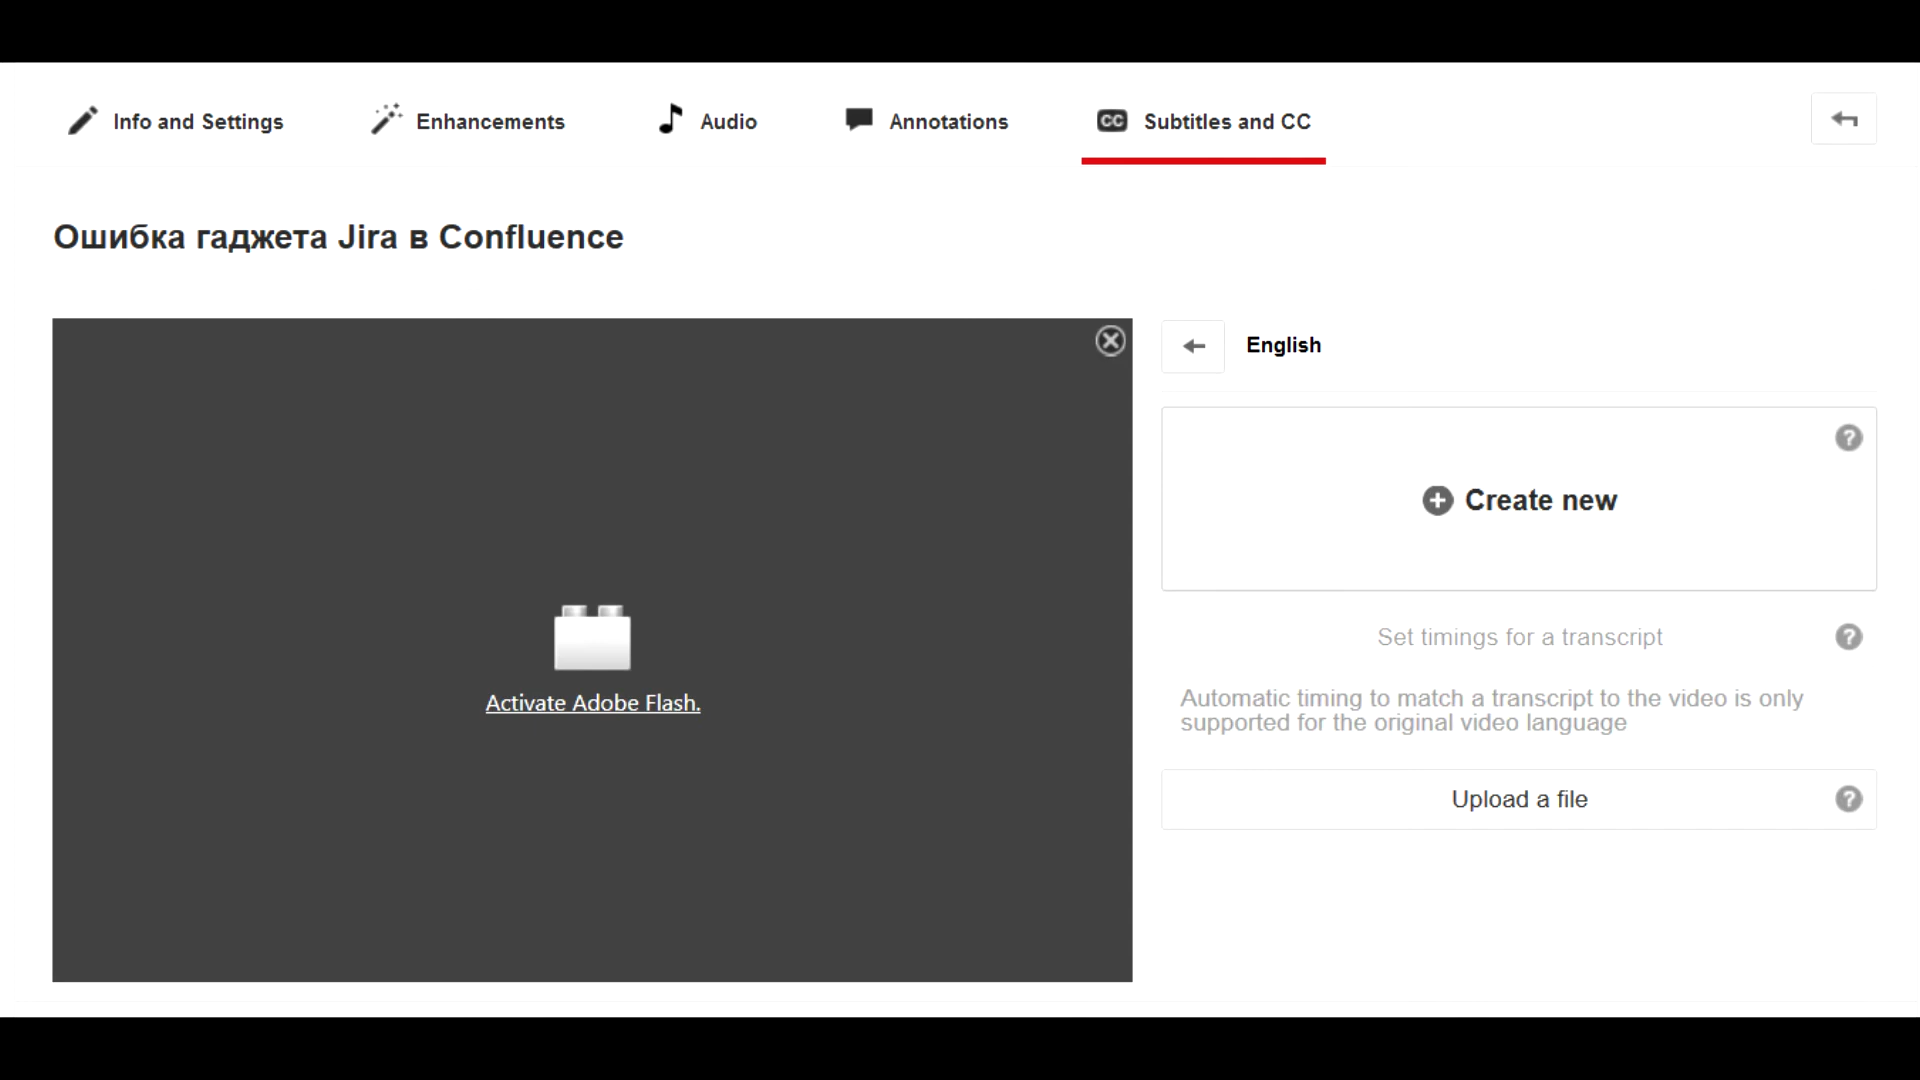 Info and Settings
Enhancements
Audio
Annotations
CC
Subtitles and CC
Ошибка гаджета Jira в Confluence
English
?
Create new
Set timings for a transcript
?
Automatic timing to match a transcript to the video is only
supported for the original video language
Upload a file
?
Activate Adobe Flash.